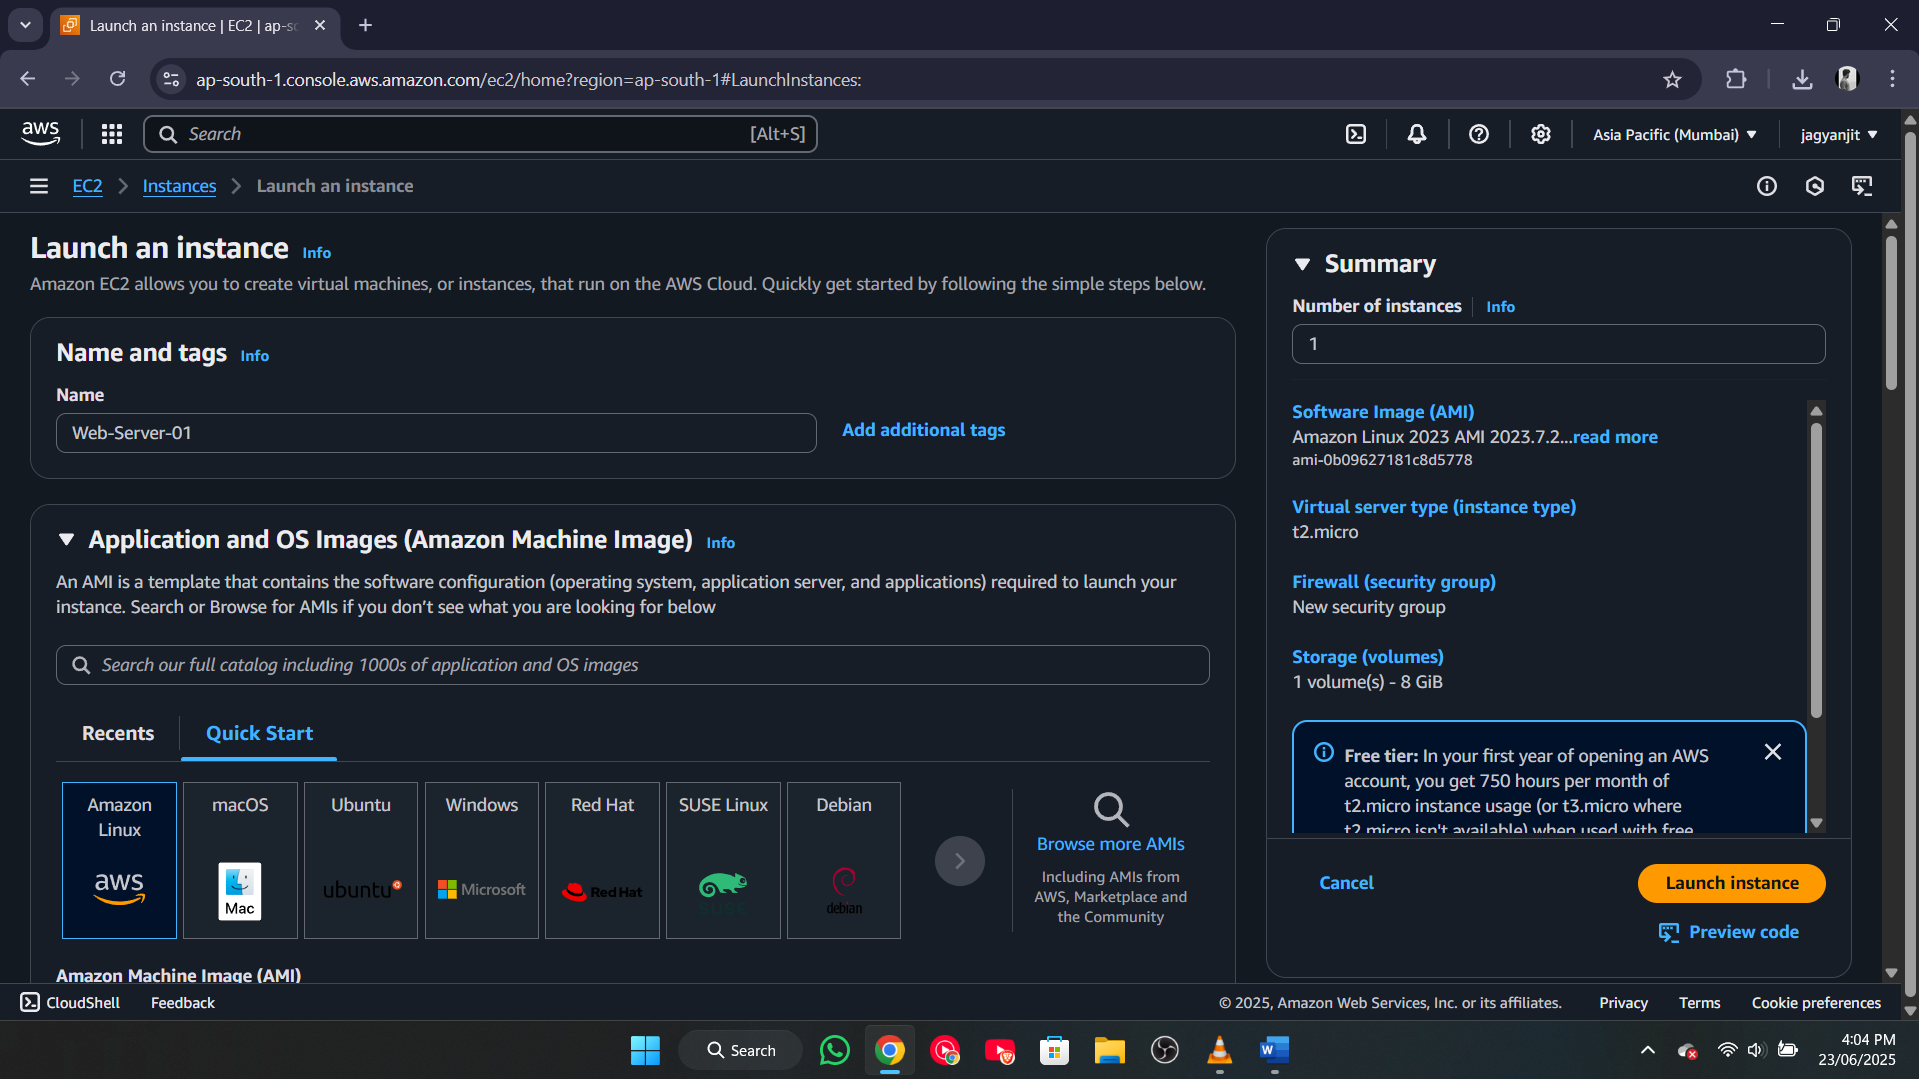 Launch an instance | EC2 | ap-so
ap-south-1.console.aws.amazon.com/ec2/home?region=ap-south-1#LaunchInstances:
aws
Search
[Alt+S]
Asia Pacific (Mumbai)
jagyanjit
EC2
Instances
Launch an instance
Launch an instance Info
Amazon EC2 allows you to create virtual machines, or instances, that run on the AWS Cloud. Quickly get started by following the simple steps below.
Name and tags Info
Name
Web-Server-01
Add additional tags
Application and OS Images (Amazon Machine Image) Info
An AMI is a template that contains the software configuration (operating system, application server, and applications) required to launch your
instance. Search or Browse for AMIs if you don’t see what you are looking for below
Search our full catalog including 1000s of application and OS images
Recents
Quick Start
Amazon
Linux
aws
macOS
Mac
Ubuntu
ubuntu
Windows
Microsoft
Red Hat
Red Hat
SUSE Linux
SUSE
Debian
debian
Browse more AMIs
Including AMIs from
AWS, Marketplace and
the Community
Amazon Machine Image (AMI)
Summary
Number of instances Info
1
Software Image (AMI)
Amazon Linux 2023 AMI 2023.7.2...read more
ami-0b09627181c8d5778
Virtual server type (instance type)
t2.micro
Firewall (security group)
New security group
Storage (volumes)
1 volume(s) - 8 GiB
Free tier: In your first year of opening an AWS
account, you get 750 hours per month of
t2.micro instance usage (or t3.micro where
t2.micro isn't available) when used with free
Cancel
Launch instance
Preview code
CloudShell
Feedback
© 2025, Amazon Web Services, Inc. or its affiliates.
Privacy
Terms
Cookie preferences
Search
W
4:04 PM
23/06/2025